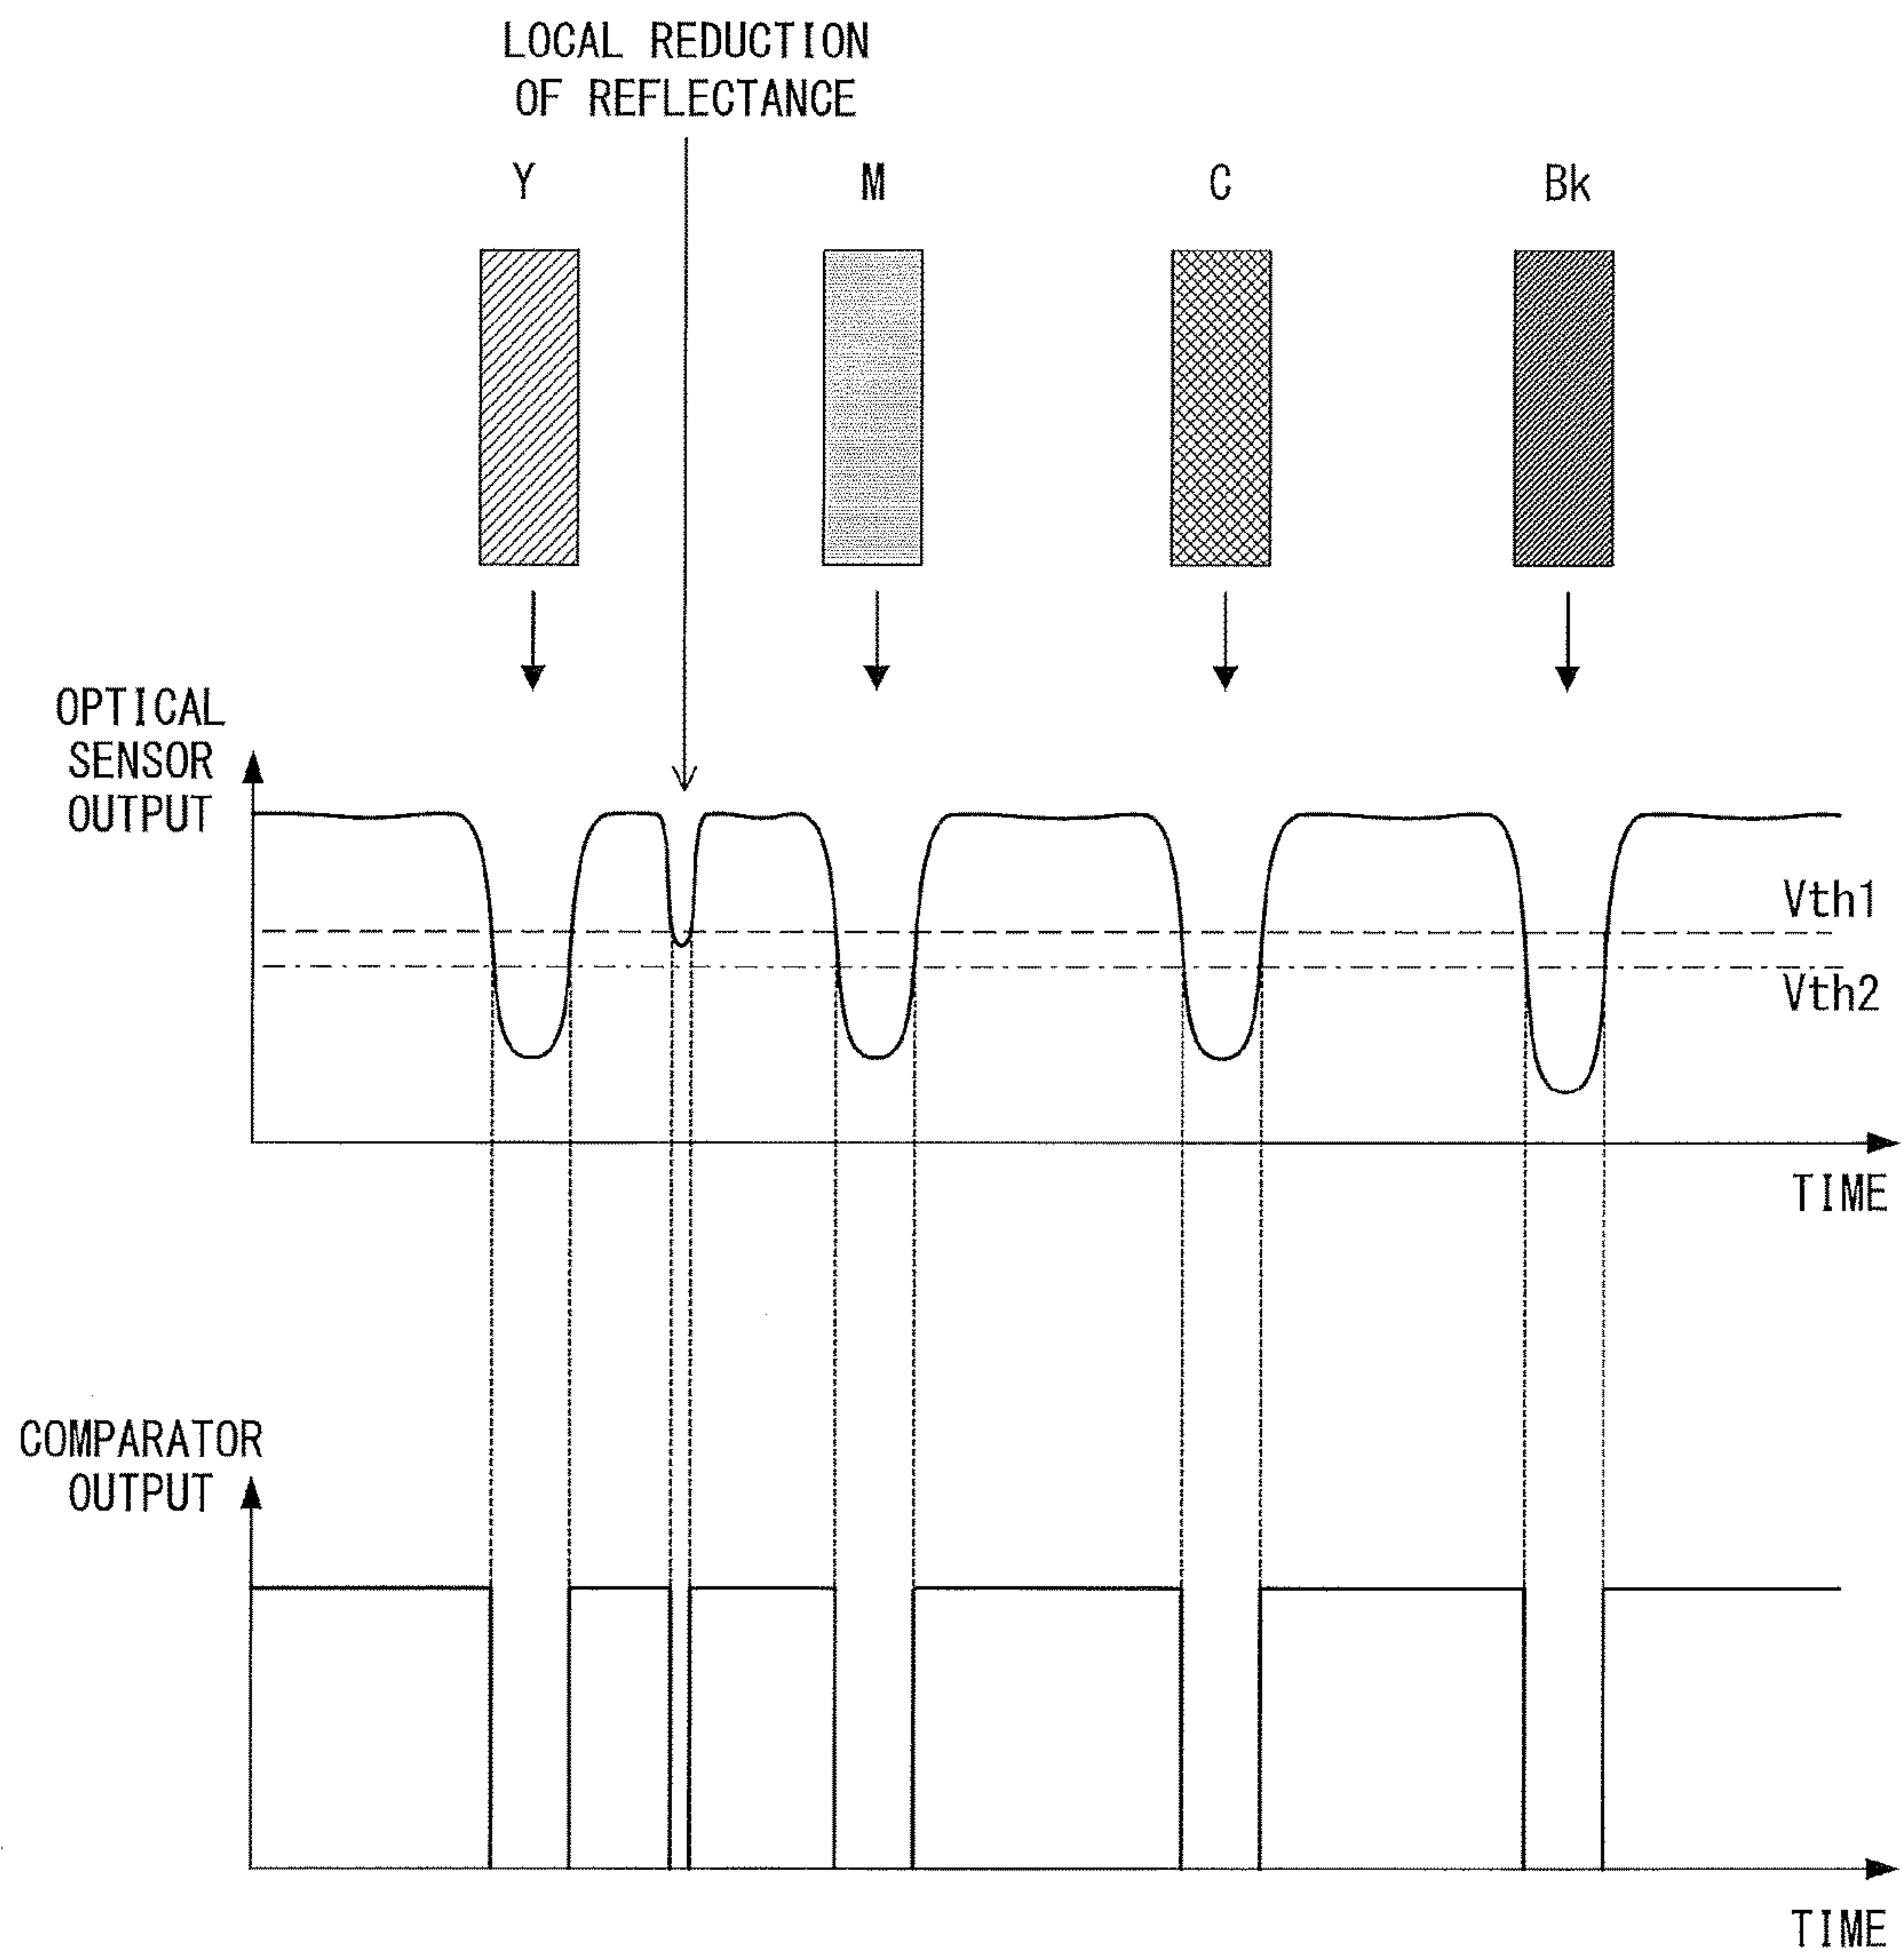 LOCAL REDUCTION
OF REFLECTANCE
Y
M
C
Bk
OPTICAL
SENSOR
OUTPUT
Vth1
Vth2
TIME
COMPARATOR
OUTPUT
TIME